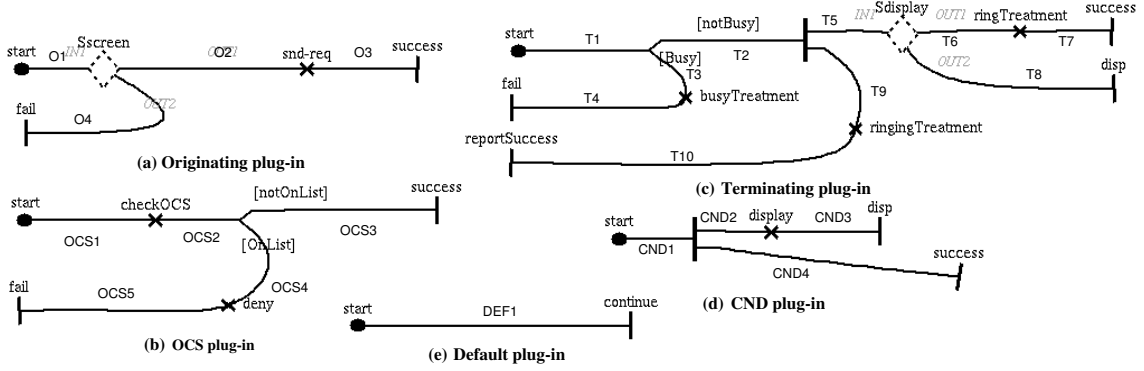 start
O1
IN1
Sscreen
OUT1
O2
snd-req
O3
success
OUT2
fail
O4
(a) Originating plug-in
start
T1
[notBusy]
T2
[Busy]
T3
T5
IN1
Sdisplay
OUT1
T6
ringTreatment
T7
success
OUT2
T8
disp
fail
T4
busyTreatment
T9
ringingTreatment
reportSuccess
T10
(c) Terminating plug-in
start
OCS1
checkOCS
OCS2
[notOnList]
OCS3
success
[OnList]
OCS4
fail
OCS5
deny
(b) OCS plug-in
start
CND1
CND2
display
CND3
disp
CND4
success
(d) CND plug-in
start
DEF1
continue
(e) Default plug-in